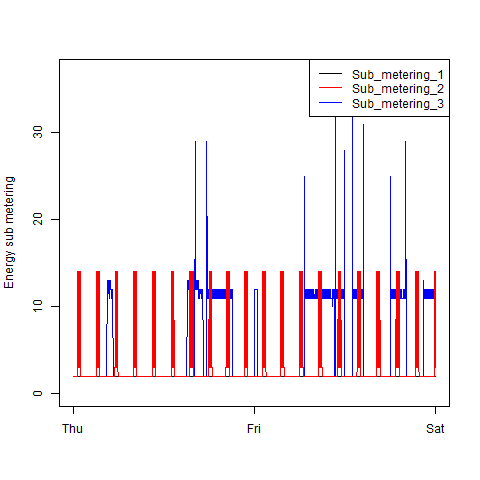 Sub_metering_1
Sub_metering_2
Sub_metering_3
Energy sub metering
30
20
10
0
Thu
Fri
Sat